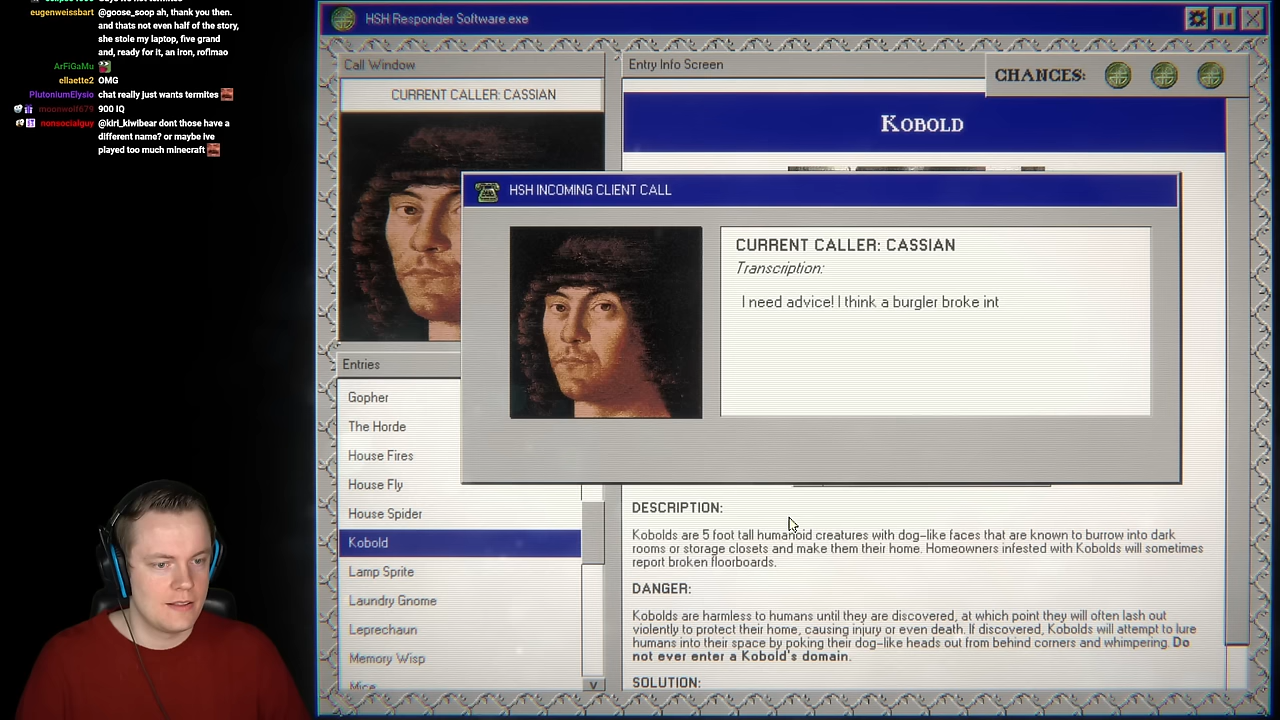 eugenweissbart @goose_soop ah, thank you then.
and thats not even half of the story,
she stole my laptop, five grand
and, ready for it, an iron, roflmao
ArFiGaMu
ellaette2 OMG
PlutoniumElysio chat really just wants termites
moonwolf679 900 IQ
nonsocialguy @kiri_kiwibear dont those have a
different name? or maybe ive
played too much minecraft
HSH Responder Software.exe
Call Window
CURRENT CALLER: CASSIAN
Entry Info Screen
CHANCES:
KOBOLD
HSH INCOMING CLIENT CALL
CURRENT CALLER: CASSIAN
Transcription:
I need advice! I think a burgler broke int
Entries
Gopher
The Horde
House Fires
House Fly
House Spider
Kobold
Lamp Sprite
Laundry Gnome
Leprechaun
Memory Wisp
Mice
DESCRIPTION:
Kobolds are 5 foot tall humanoid creatures with dog-like faces that are known to burrow into dark
rooms or storage closets and make them their home. Homeowners infested with Kobolds will sometimes
report broken floorboards.
DANGER:
Kobolds are harmless to humans until they are discovered, at which point they will often lash out
violently to protect their home, causing injury or even death. If discovered, Kobolds will attempt to lure
humans into their space by poking their dog-like heads out from behind corners and whimpering. Do
not ever enter a Kobold's domain.
SOLUTION: